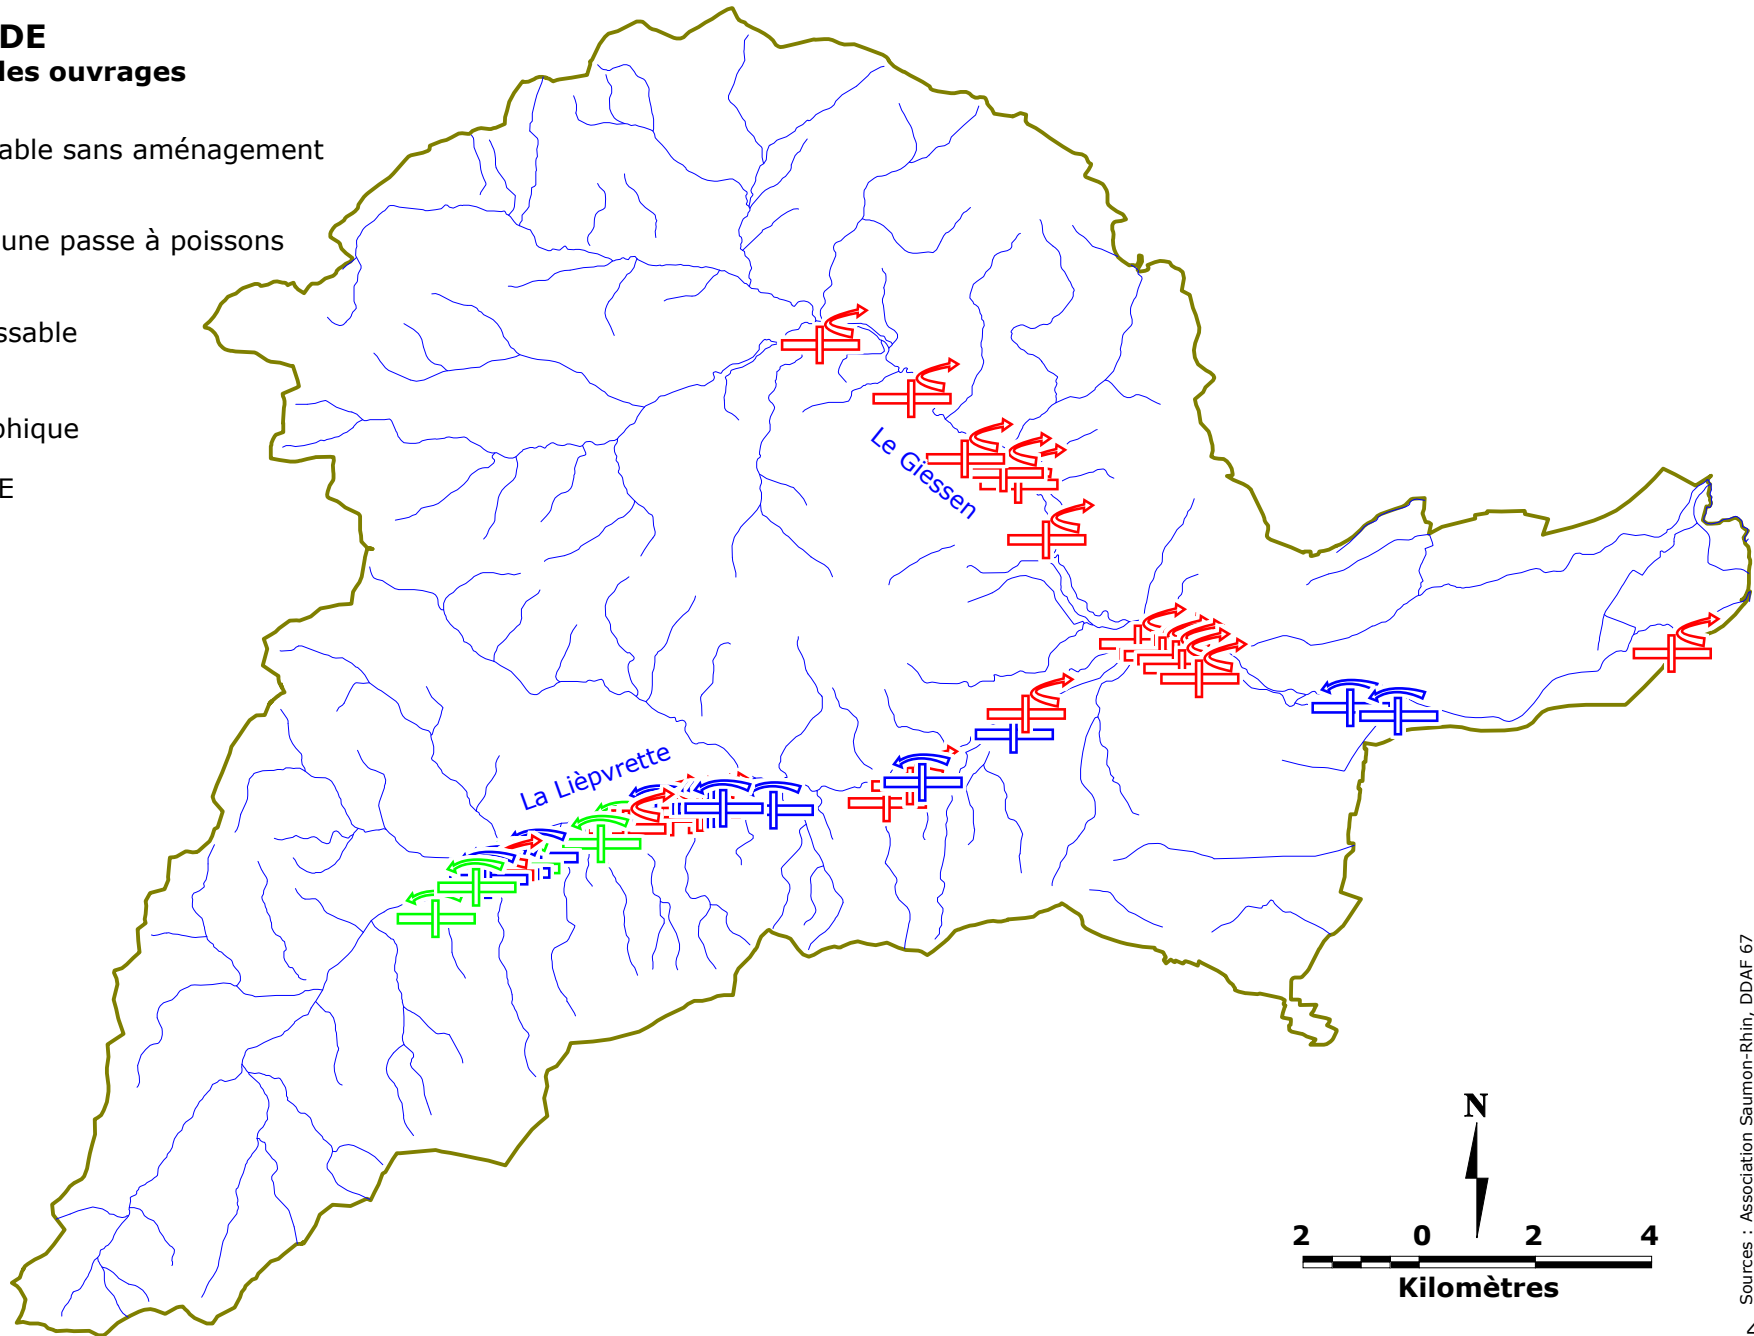 DE
les ouvrages
able sans aménagement
une passe à poissons
ssable
phique
E
Le Giessen
La Lièpvrette
N
2 0 2 4
Kilomètres
Sources : Association Saumon-Rhin, DDAF 67